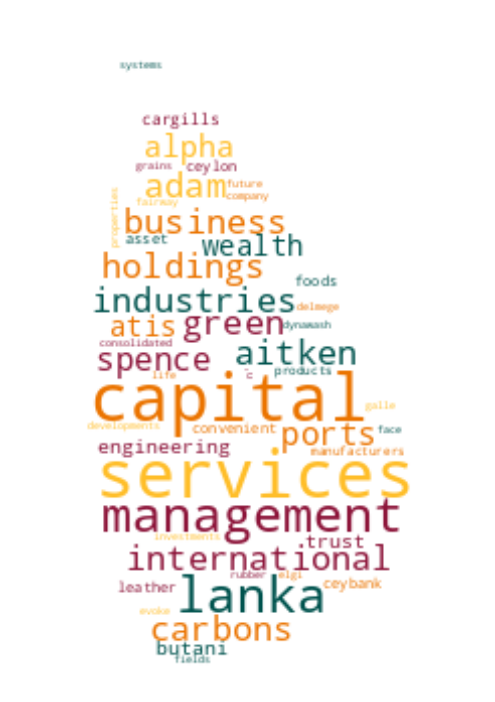 systems
cargills
alpha
grains ceylon
adam future
company
fairway
properties
business
asset wealth
holdings
foods
industries delmege
atis green dynawash
consolidated
spence aitken
life c products
capital galle
developments convenient ports face
engineering manufacturers
services
management
investments trust
international
rubber elgi
leather lanka ceybank
evoke
carbons
butani
fields